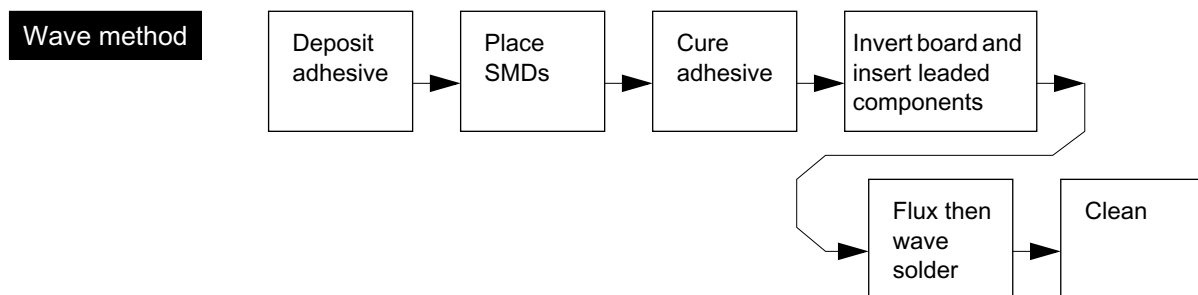 Wave method
Deposit
adhesive
Place
SMDs
Cure
adhesive
Invert board and
insert leaded
components
Flux then
wave
solder
Clean